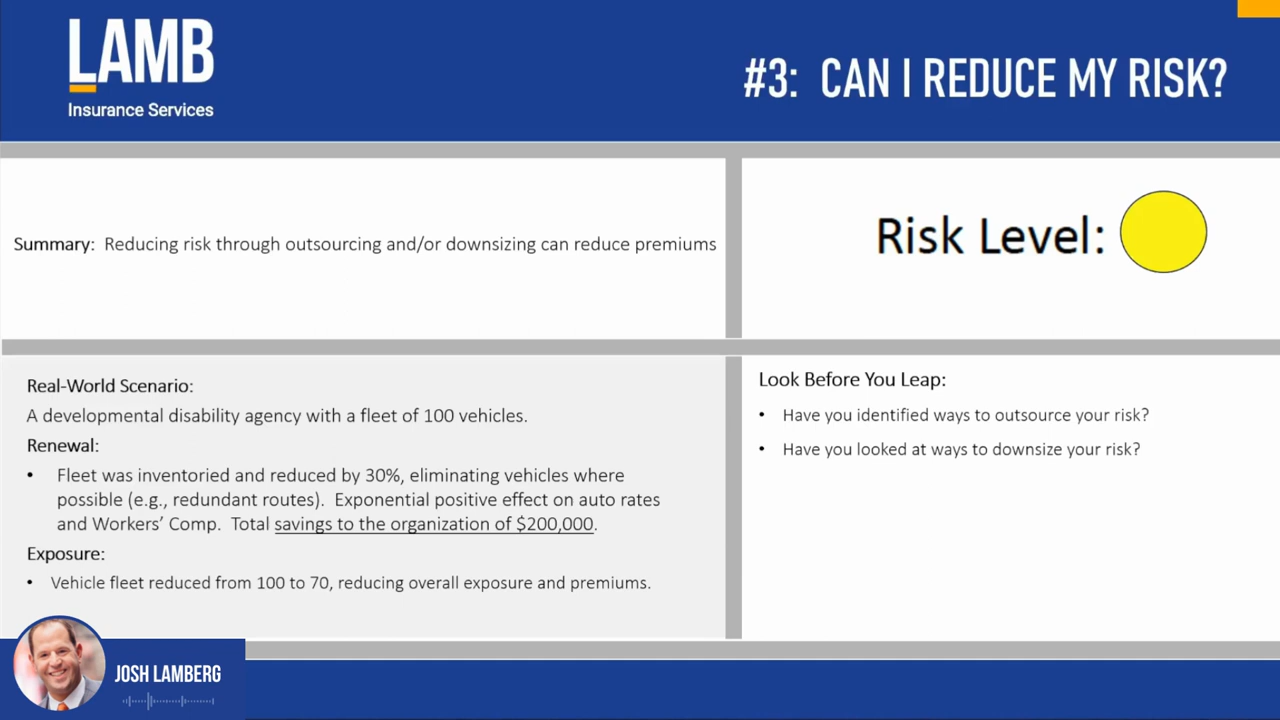 LAMB
Insurance Services
#3: CAN I REDUCE MY RISK?
Summary: Reducing risk through outsourcing and/or downsizing can reduce premiums
Risk Level:
Real-World Scenario:
A developmental disability agency with a fleet of 100 vehicles.
Renewal:
• Fleet was inventoried and reduced by 30%, eliminating vehicles where
possible (e.g., redundant routes). Exponential positive effect on auto rates
and Workers' Comp. Total savings to the organization of $200,000.
Exposure:
• Vehicle fleet reduced from 100 to 70, reducing overall exposure and premiums.
Look Before You Leap:
• Have you identified ways to outsource your risk?
• Have you looked at ways to downsize your risk?
JOSH LAMBERG